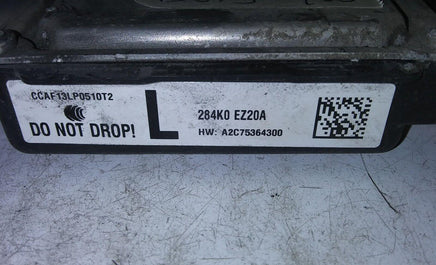 CCAF13LP0510T2
DO NOT DROP!
L
284K0 EZ20A
HW: A2C75364300